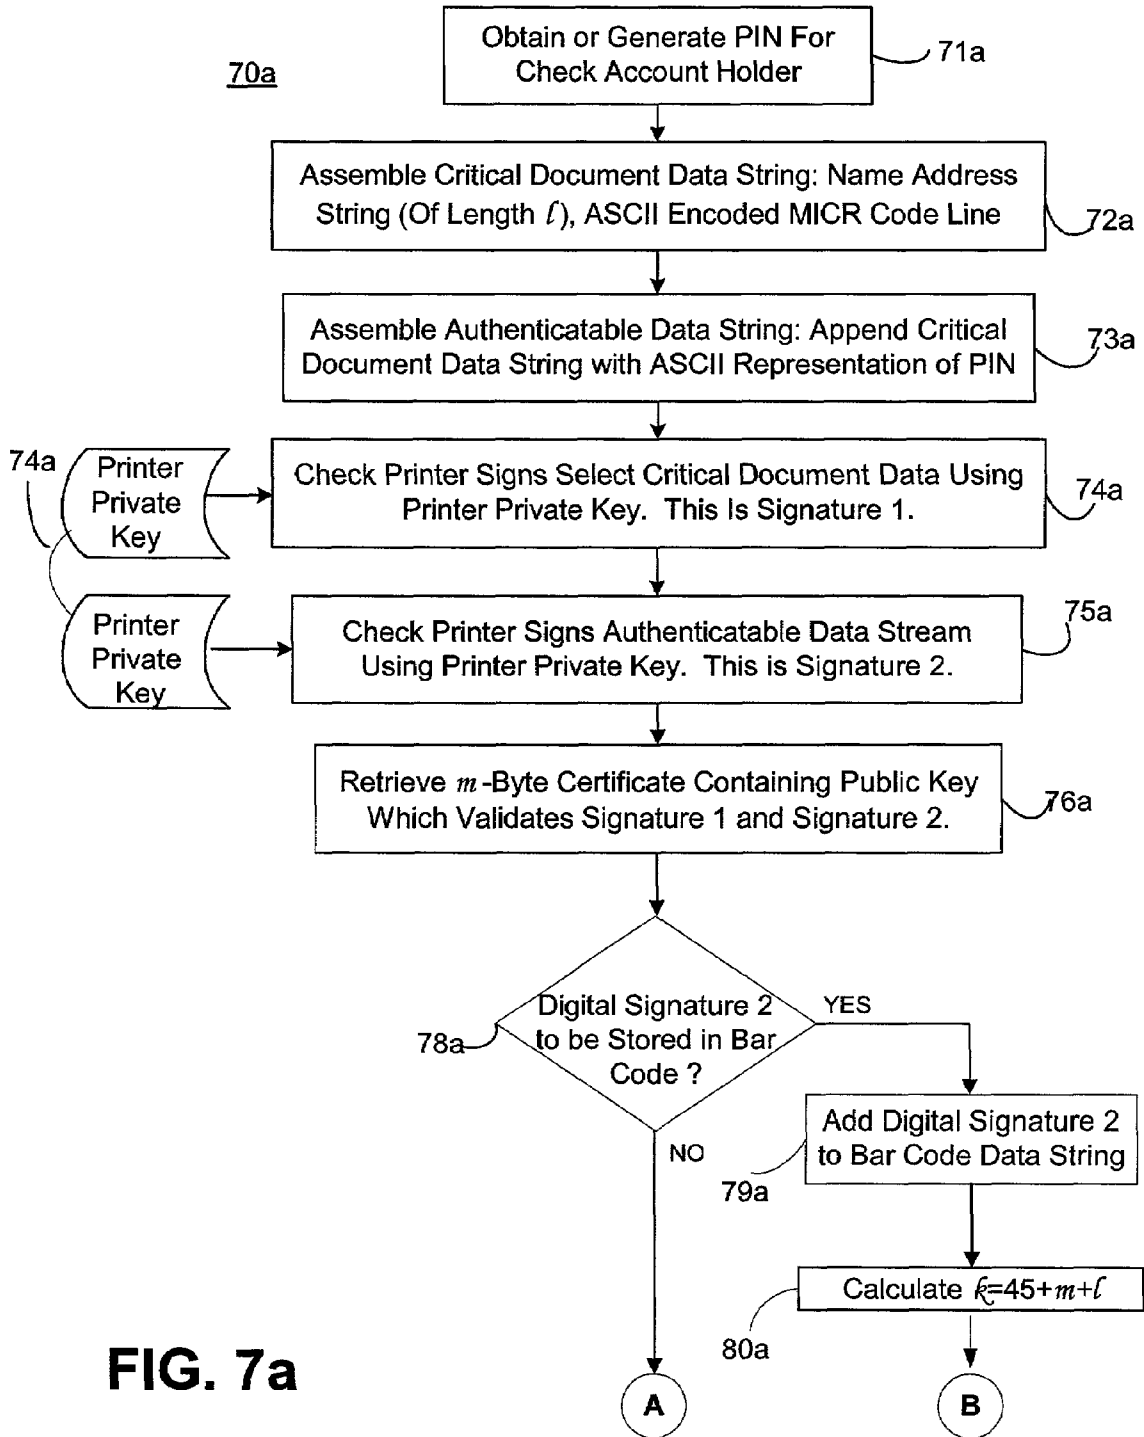 70a
Obtain or Generate PIN For
Check Account Holder
71a
Assemble Critical Document Data String: Name Address
String (Of Length ℓ), ASCII Encoded MICR Code Line
72a
Assemble Authenticatable Data String: Append Critical
Document Data String with ASCII Representation of PIN
73a
74a
Printer
Private
Key
Check Printer Signs Select Critical Document Data Using
Printer Private Key. This Is Signature 1.
74a
Printer
Private
Key
Check Printer Signs Authenticatable Data Stream
Using Printer Private Key. This is Signature 2.
75a
Retrieve m-Byte Certificate Containing Public Key
Which Validates Signature 1 and Signature 2.
76a
Digital Signature 2
to be Stored in Bar
Code ?
78a
YES
NO
Add Digital Signature 2
to Bar Code Data String
79a
Calculate k=45+m+ℓ
80a
A
B
FIG. 7a